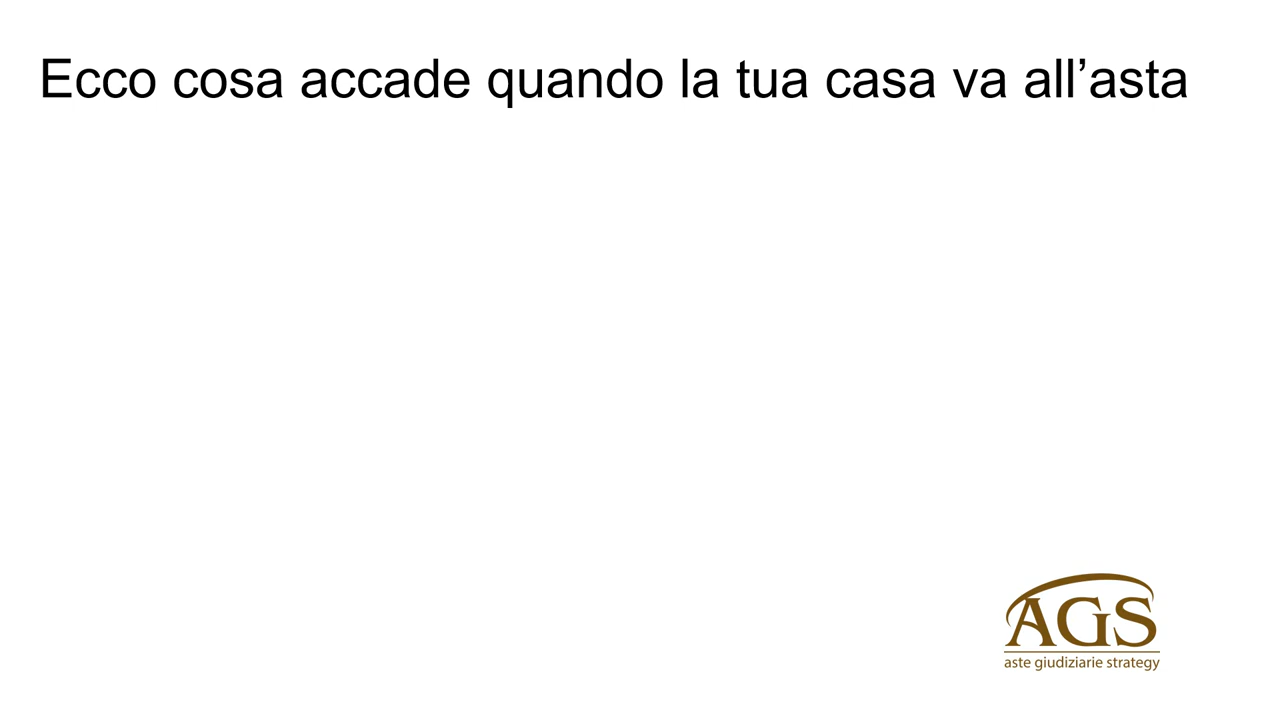 Ecco cosa accade quando la tua casa va all’asta
AGS
aste giudiziarie strategy